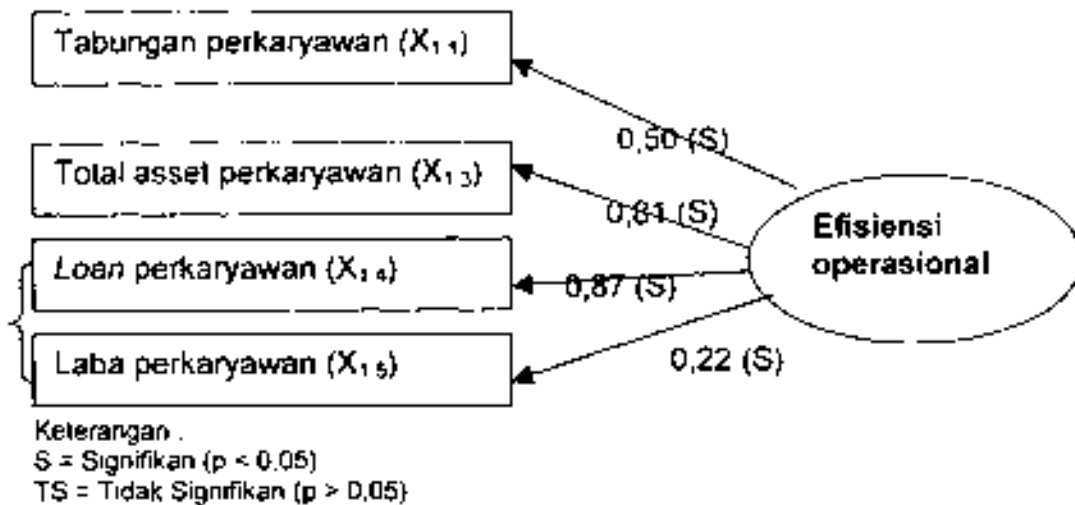 Tabungan perkaryawan (X₁.₁)
0,50 (S)
Total asset perkaryawan (X₁.₃)
0,81 (S)
Efisiensi
operasional
Loan perkaryawan (X₁.₄)
0,87 (S)
Laba perkaryawan (X₁.₅)
0,22 (S)
Keterangan .
S = Signifikan (p < 0,05)
TS = Tidak Signifikan (p > 0,05)